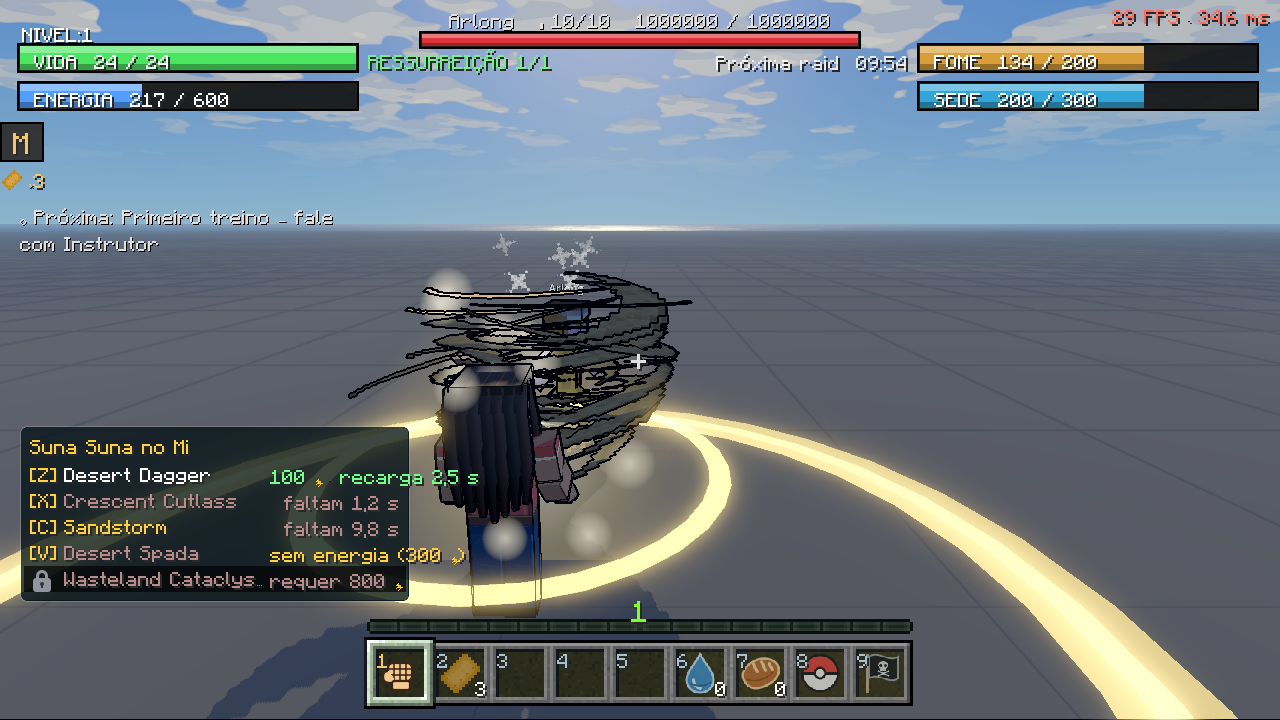 Arlong . 10/10 1000000 / 1000000
29 FPS . 34.6 ms
NIVEL:1
VIDA 24 / 24
RESSURREIÇÃO 1/1
Próxima raid 09:54
FOME 134 / 200
ENERGIA 217 / 600
SEDE 200 / 300
M
.3
. Próxima: Primeiro treino - fale
com Instrutor
Suna Suna no Mi
[Z] Desert Dagger 100 recarga 2,5 s
[X] Crescent Cutlass faltam 1,2 s
[C] Sandstorm faltam 9,8 s
[V] Desert Spada sem energia (300 )
Wasteland Cataclys… requer 800
1
1
2 3
3
4
5
6 0
7 0
8
9